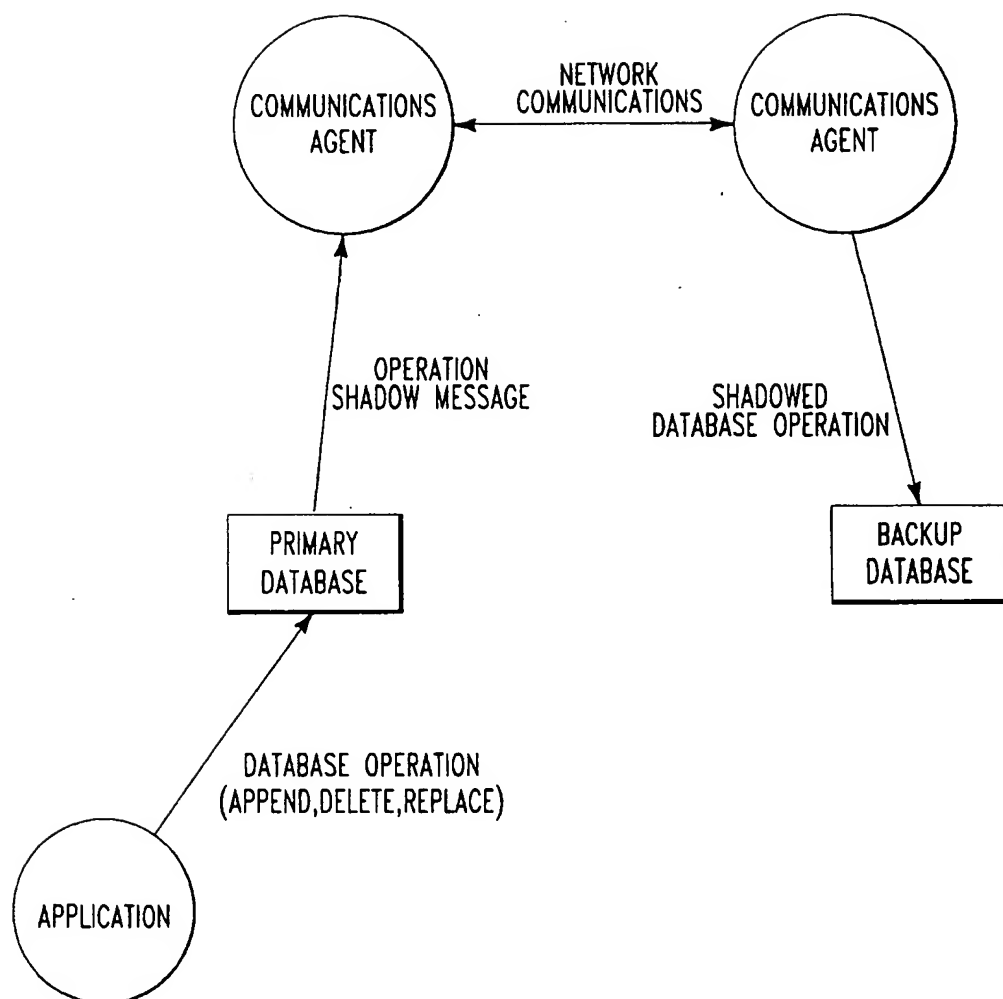 NETWORK
COMMUNICATIONS
COMMUNICATIONS
AGENT
COMMUNICATIONS
AGENT
OPERATION
SHADOW MESSAGE
SHADOWED
DATABASE OPERATION
PRIMARY
DATABASE
BACKUP
DATABASE
DATABASE OPERATION
(APPEND,DELETE,REPLACE)
APPLICATION